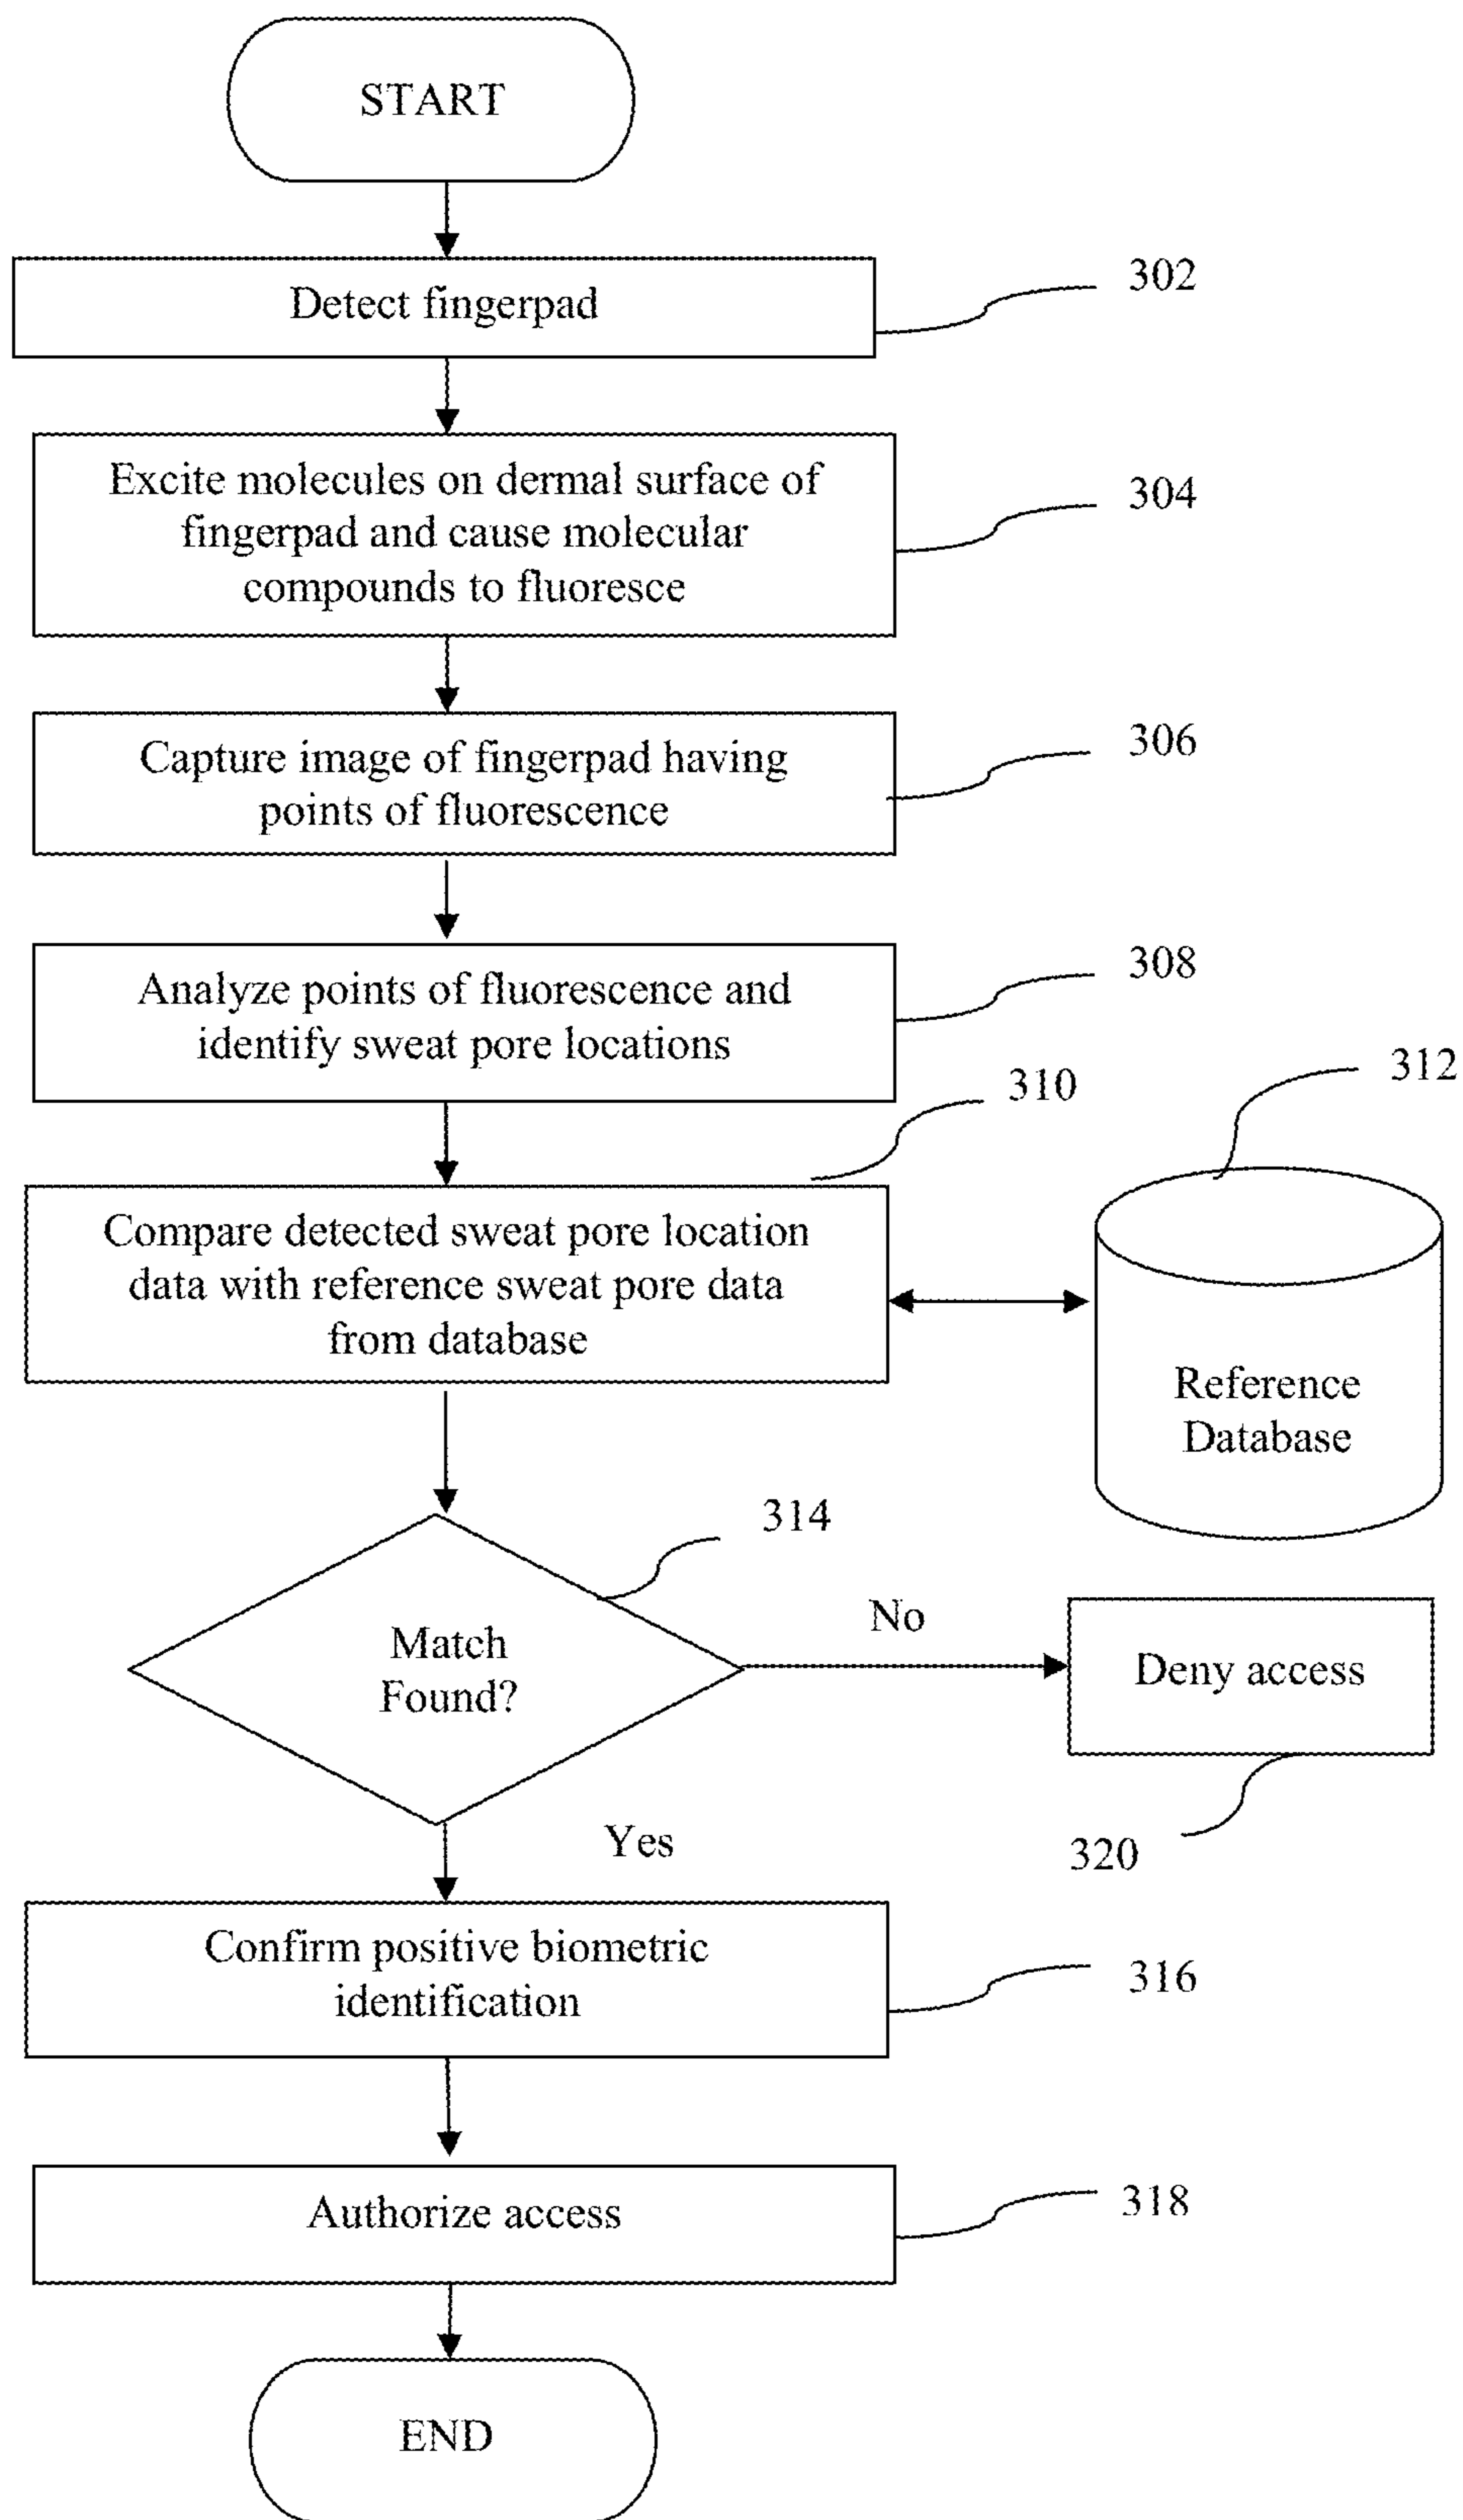 START
Detect fingerpad
302
Excite molecules on dermal surface of
fingerpad and cause molecular
compounds to fluoresce
304
Capture image of fingerpad having
points of fluorescence
306
Analyze points of fluorescence and
identify sweat pore locations
308
310
312
Compare detected sweat pore location
data with reference sweat pore data
from database
Reference
Database
314
Match
Found?
No
Deny access
320
Yes
Confirm positive biometric
identification
316
Authorize access
318
END